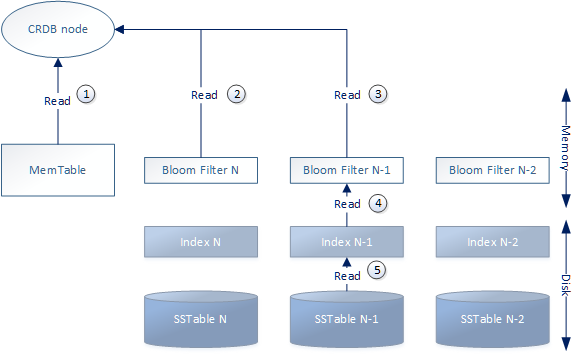 CRDB node
1
2
3
Read
Read
Read
Memory
MemTable
Bloom Filter N
Bloom Filter N-1
Bloom Filter N-2
Read
4
Index N
Index N-1
Index N-2
Read
5
Disk
SSTable N
SSTable N-1
SSTable N-2